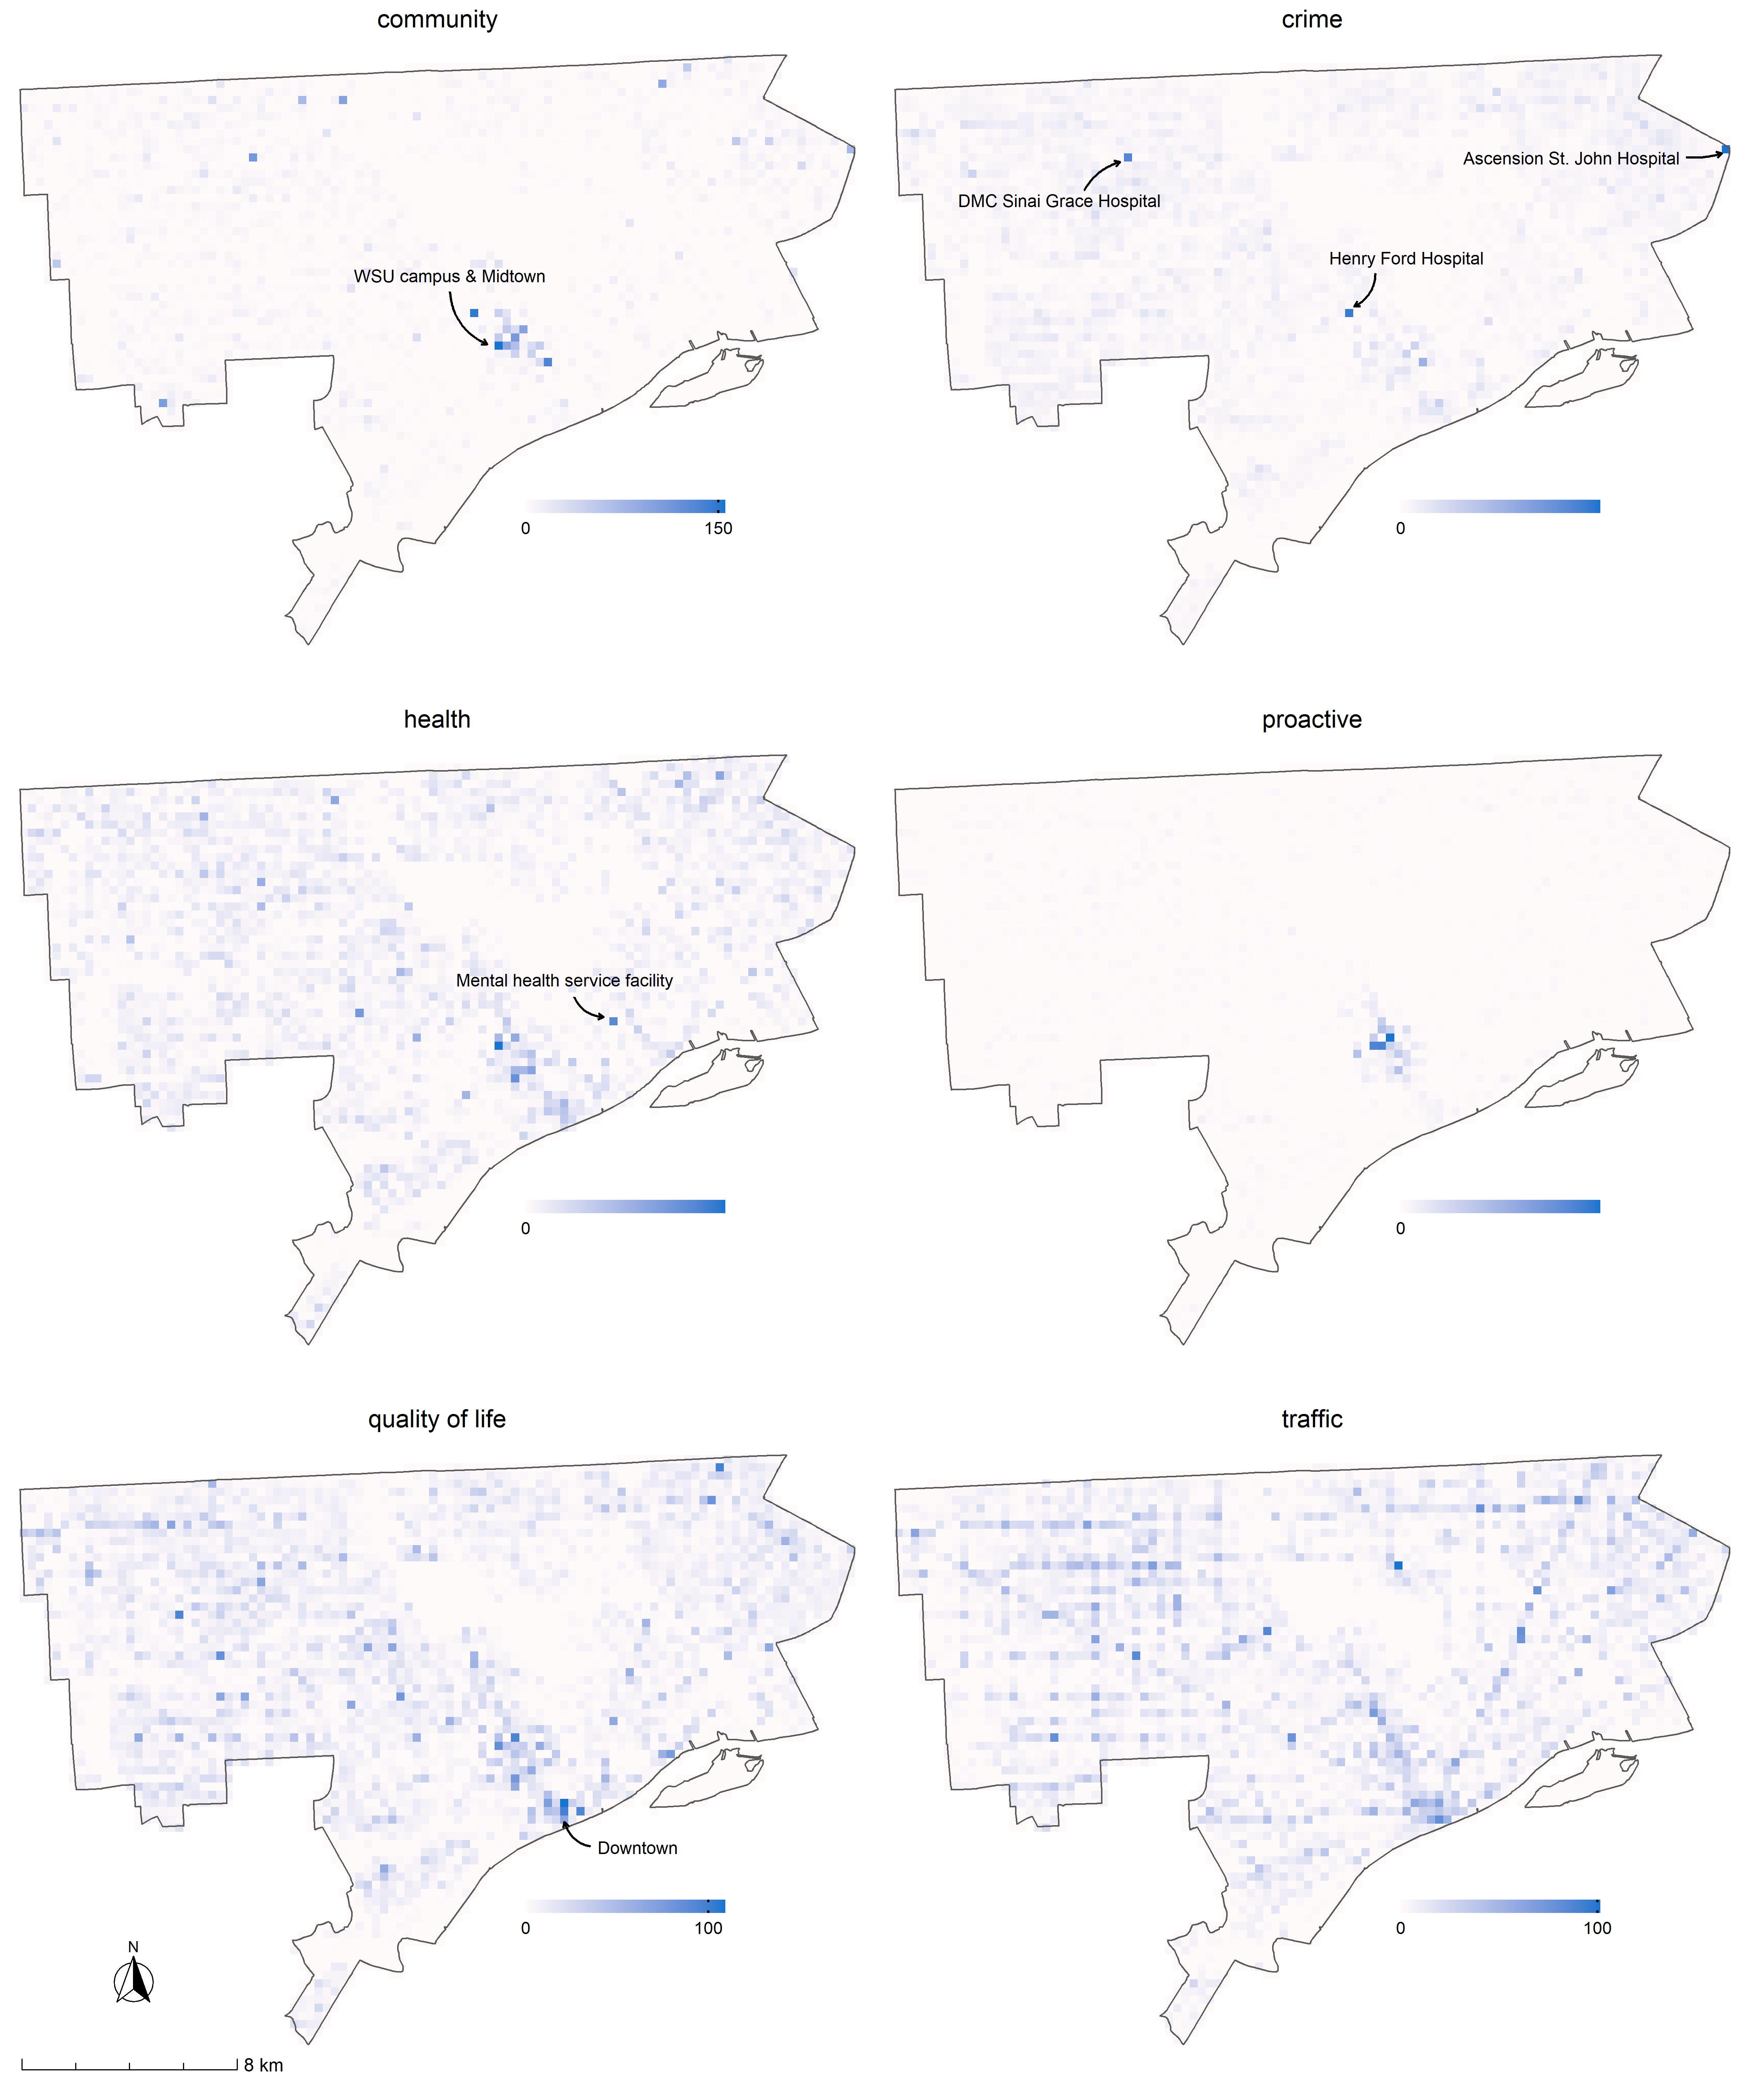 community
crime
Ascension St. John Hospital
DMC Sinai Grace Hospital
Henry Ford Hospital
WSU campus & Midtown
0 150
0
health
proactive
Mental health service facility
0
0
quality of life
traffic
Downtown
0 100
0 100
N
8 km